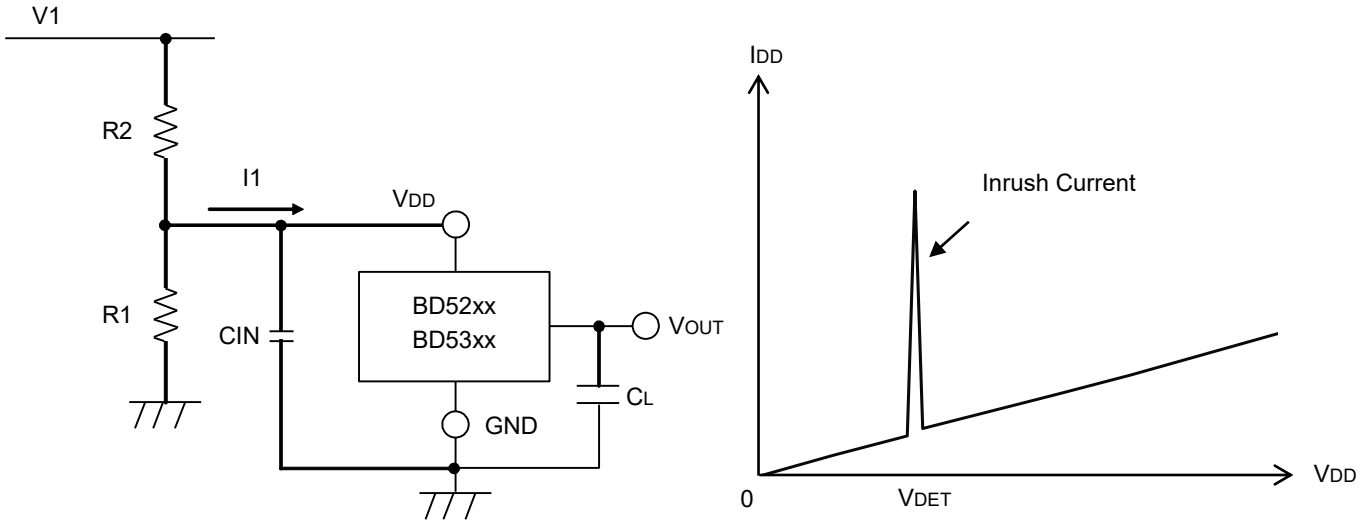 V1
R2
I1
VDD
R1
CIN
BD52xx
BD53xx
VOUT
CL
GND
IDD
Inrush Current
0
VDET
VDD